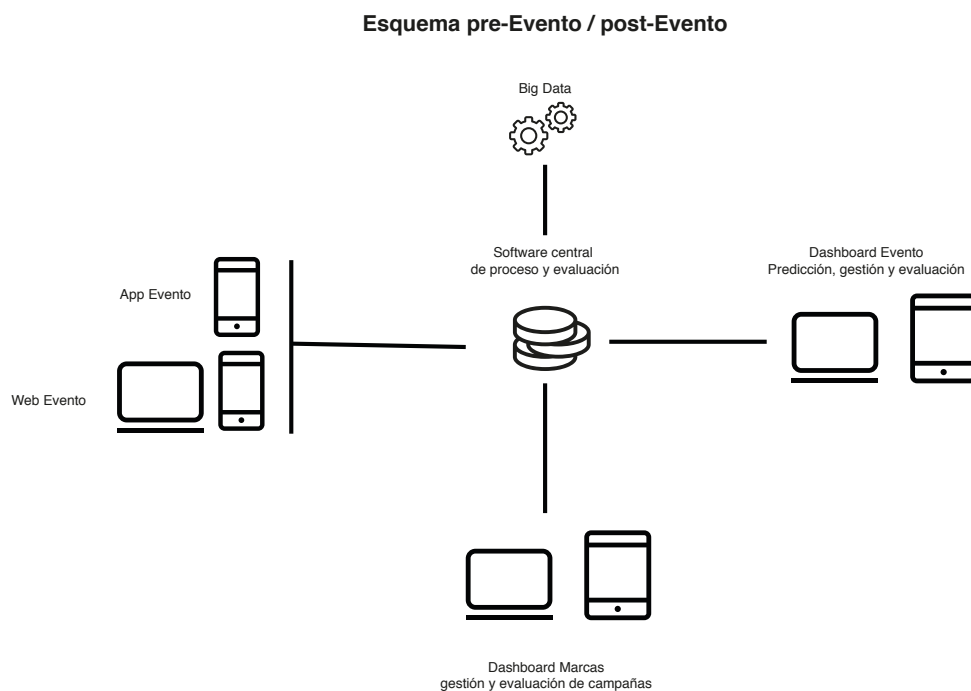 Esquema pre-Evento / post-Evento
Big Data
Software central
de proceso y evaluación
Dashboard Evento
Predicción, gestión y evaluación
App Evento
Web Evento
Dashboard Marcas
gestión y evaluación de campañas